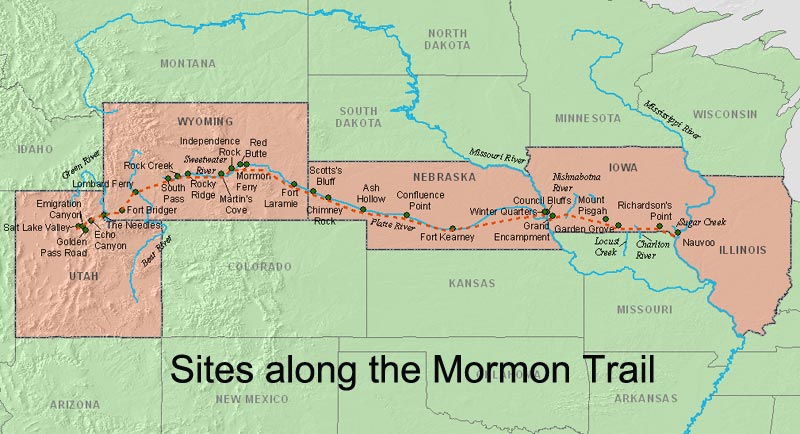 NORTH
DAKOTA
MONTANA
SOUTH
DAKOTA
MINNESOTA
WISCONSIN
Mississippi River
IDAHO
WYOMING
Independence
Rock
Red
Butte
Sweetwater
River
Rock Creek
Green River
Lombard Ferry
South
Pass
Rocky
Ridge
Martin's
Cove
Mormon
Ferry
Fort
Laramie
Scotts's
Bluff
Chimney
Rock
NEBRASKA
Missouri River
Ash
Hollow
Confluence
Point
Platte River
Fort Kearney
IOWA
Nishnabotna
River
Council Bluffs
Winter Quarters
Grand
Encampment
Mount
Pisgah
Garden Grove
Locust
Creek
Richardson's
Point
Charlton
River
Sugar Creek
Nauvoo
ILLINOIS
Emigration
Canyon
Salt Lake Valley
Golden
Pass Road
Echo
Canyon
The Needles
Fort Bridger
Bear River
UTAH
COLORADO
KANSAS
MISSOURI
Sites along the Mormon Trail
OKLAHOMA
ARIZONA
NEW MEXICO
ARKANSAS